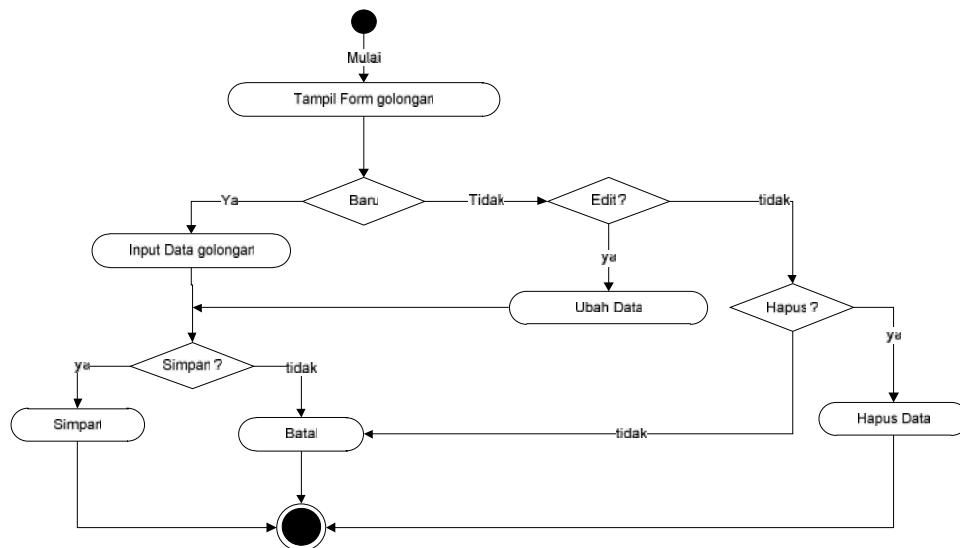 Mulai
Tampil Form golongan
Ya
Baru
Tidak
Edit?
tidak
Input Data golongan
ya
Ubah Data
Hapus ?
ya
Simpan ?
ya
tidak
Simpan
Batal
tidak
Hapus Data